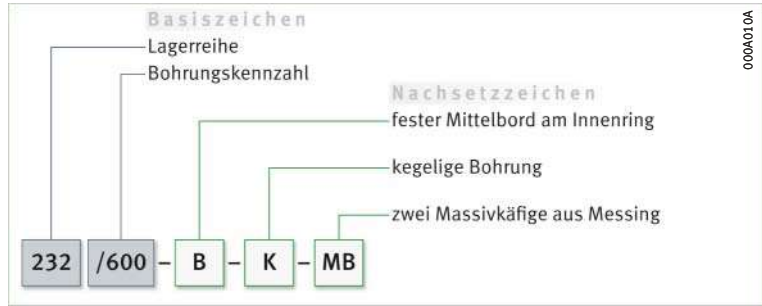 Basiszeichen
Lagerreihe
Bohrungskennzahl
Nachsetzzeichen
fester Mittelbord am Innenring
kegelige Bohrung
zwei Massivkäfige aus Messing
232 /600 – B – K – MB
000A010A